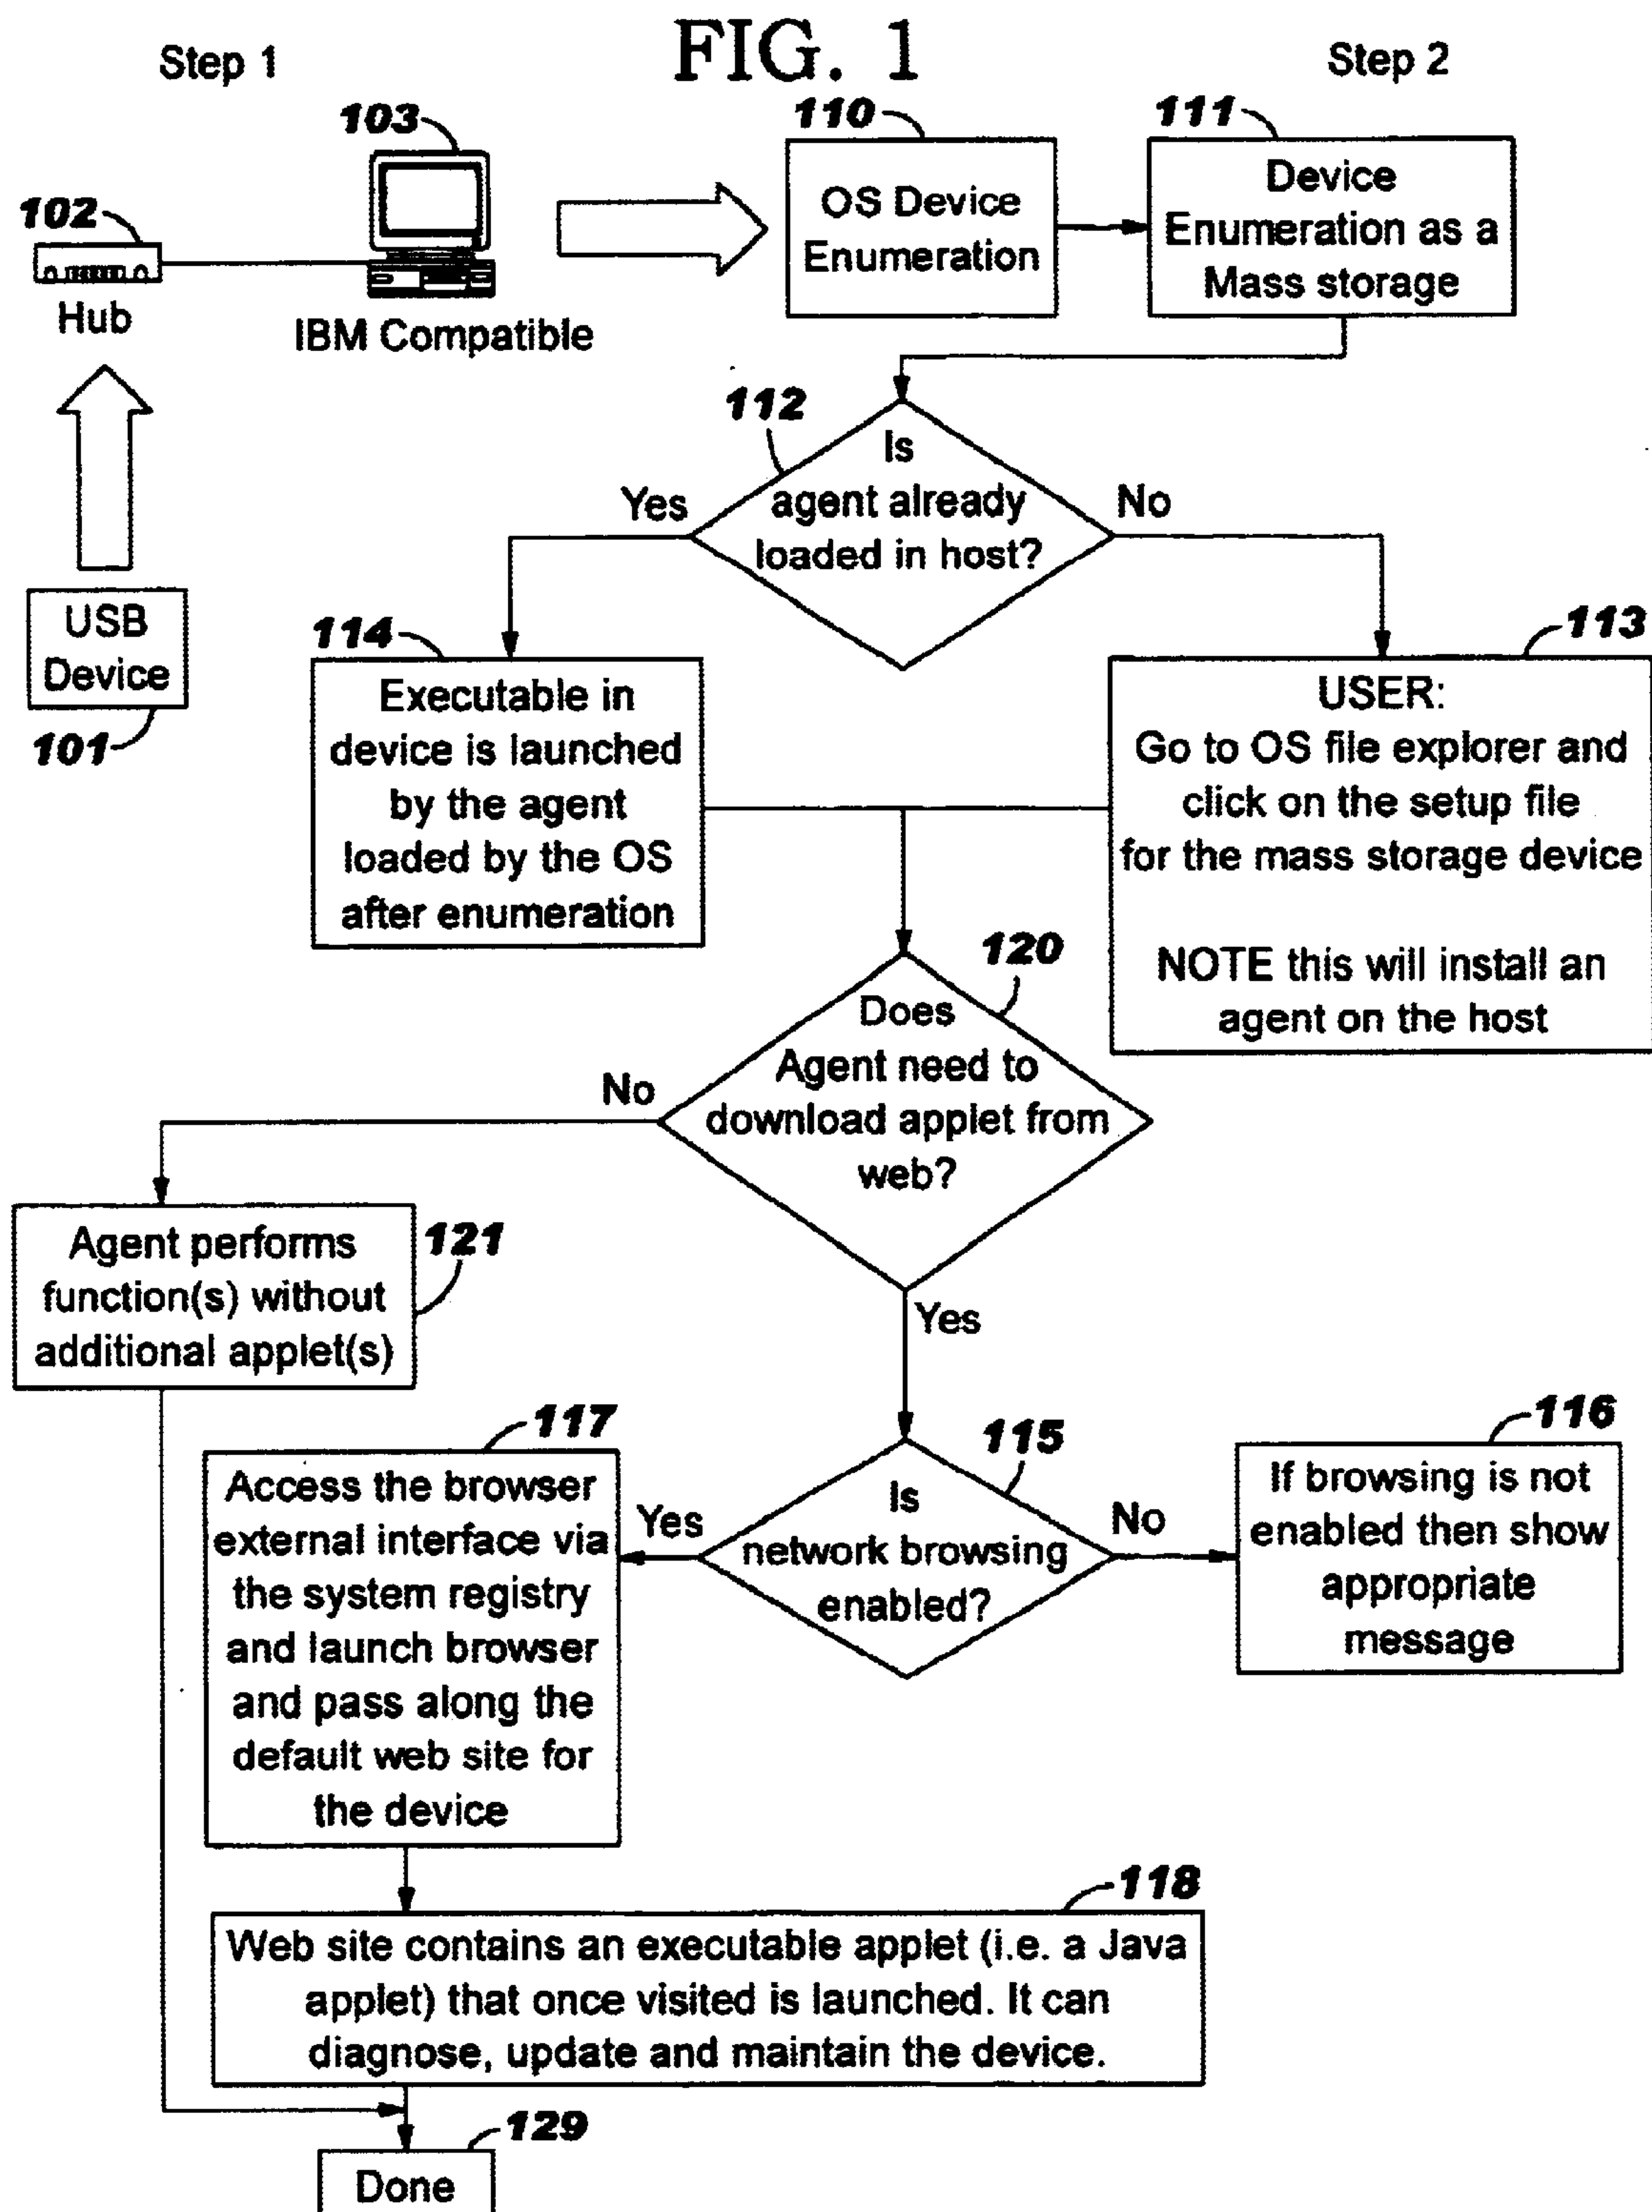 FIG. 1
Step 1
Step 2
103
110
111
102
Hub
IBM Compatible
OS Device
Enumeration
Device
Enumeration as a
Mass storage
112
Is
agent already
loaded in host?
Yes
No
USB
Device
101
114
Executable in
device is launched
by the agent
loaded by the OS
after enumeration
113
USER:
Go to OS file explorer and
click on the setup file
for the mass storage device
NOTE this will install an
agent on the host
120
Does
Agent need to
download applet from
web?
No
Yes
Agent performs
function(s) without
additional applet(s)
121
117
Access the browser
external interface via
the system registry
and launch browser
and pass along the
default web site for
the device
115
Is
network browsing
enabled?
Yes
No
116
If browsing is not
enabled then show
appropriate
message
118
Web site contains an executable applet (i.e. a Java
applet) that once visited is launched. It can
diagnose, update and maintain the device.
129
Done